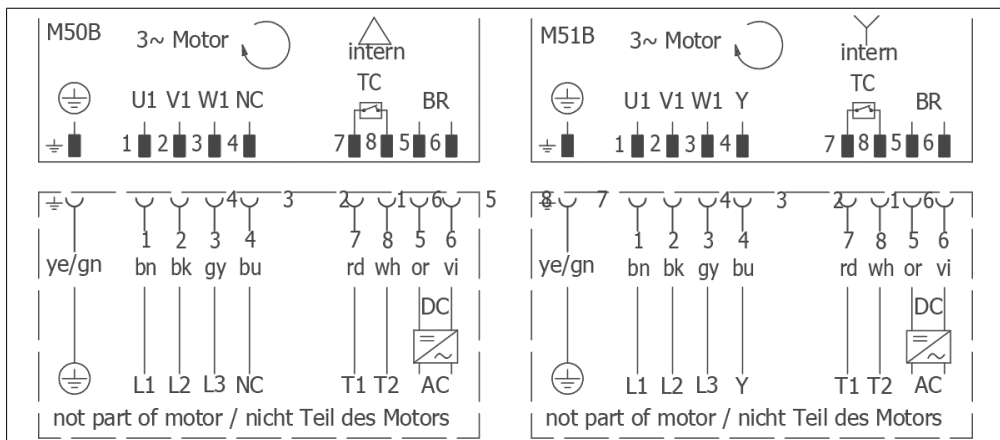 M50B 3~ Motor intern
TC
U1 V1 W1 NC BR
1 2 3 4 7 8 5 6
4 3 2 1 6 5
1 2 3 4 7 8 5 6
ye/gn bn bk gy bu rd wh or vi
DC
L1 L2 L3 NC T1 T2 AC
not part of motor / nicht Teil des Motors
M51B 3~ Motor intern
TC
U1 V1 W1 Y BR
1 2 3 4 7 8 5 6
8 7 4 3 2 1 6
1 2 3 4 7 8 5 6
ye/gn bn bk gy bu rd wh or vi
DC
L1 L2 L3 Y T1 T2 AC
not part of motor / nicht Teil des Motors